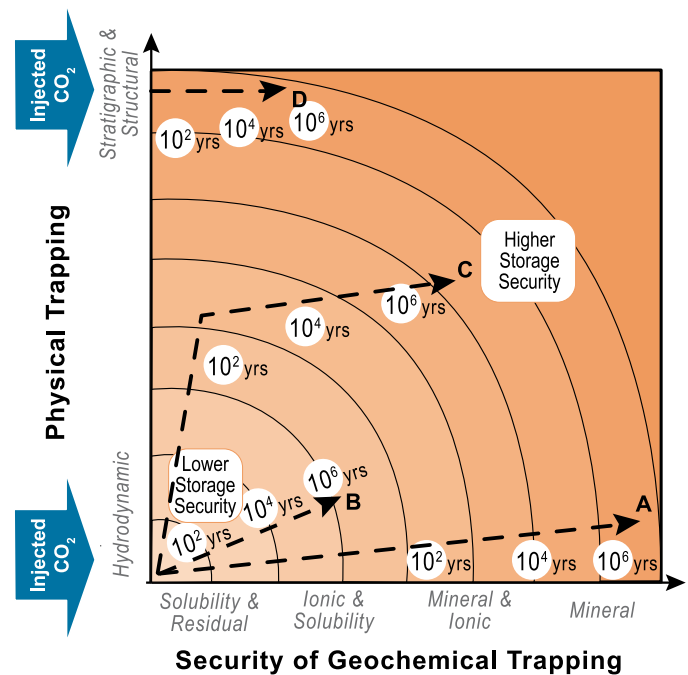 Injected
CO2
Stratigraphic &
Structural
D
10² yrs
10⁴ yrs
10⁶ yrs
Higher
Storage
Security
C
10⁶ yrs
10⁴ yrs
10² yrs
Physical Trapping
Lower
Storage
Security
10⁶ yrs
B
10⁴ yrs
10² yrs
A
10² yrs
10⁴ yrs
10⁶ yrs
Hydrodynamic
Injected
CO2
Solubility &
Residual
Ionic &
Solubility
Mineral &
Ionic
Mineral
Security of Geochemical Trapping